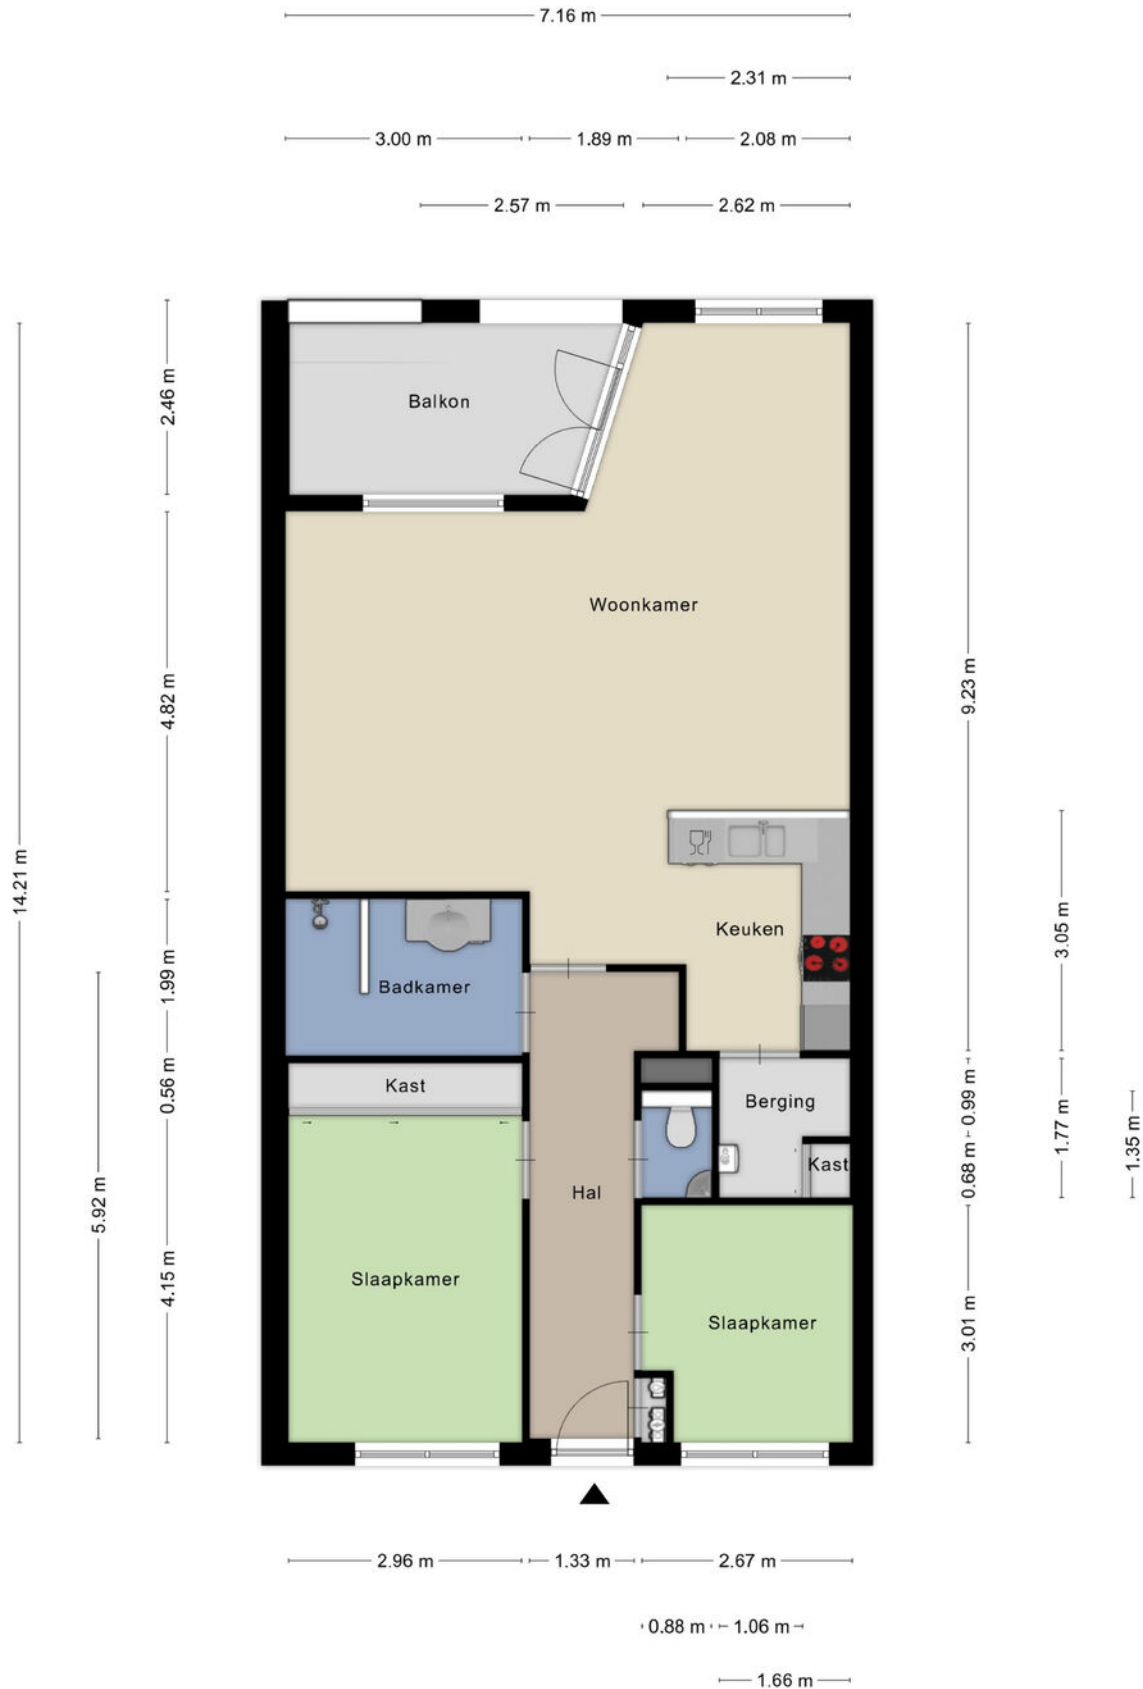 7.16 m
2.31 m
3.00 m 1.89 m 2.08 m
2.57 m 2.62 m
2.46 m
Balkon
Woonkamer
4.82 m
9.23 m
14.21 m
Keuken
3.05 m
1.99 m
Badkamer
Kast
0.56 m
Berging
0.99 m
1.77 m
1.35 m
Kast
0.68 m
Hal
5.92 m
4.15 m
Slaapkamer
Slaapkamer
3.01 m
2.96 m 1.33 m 2.67 m
0.88 m 1.06 m
1.66 m